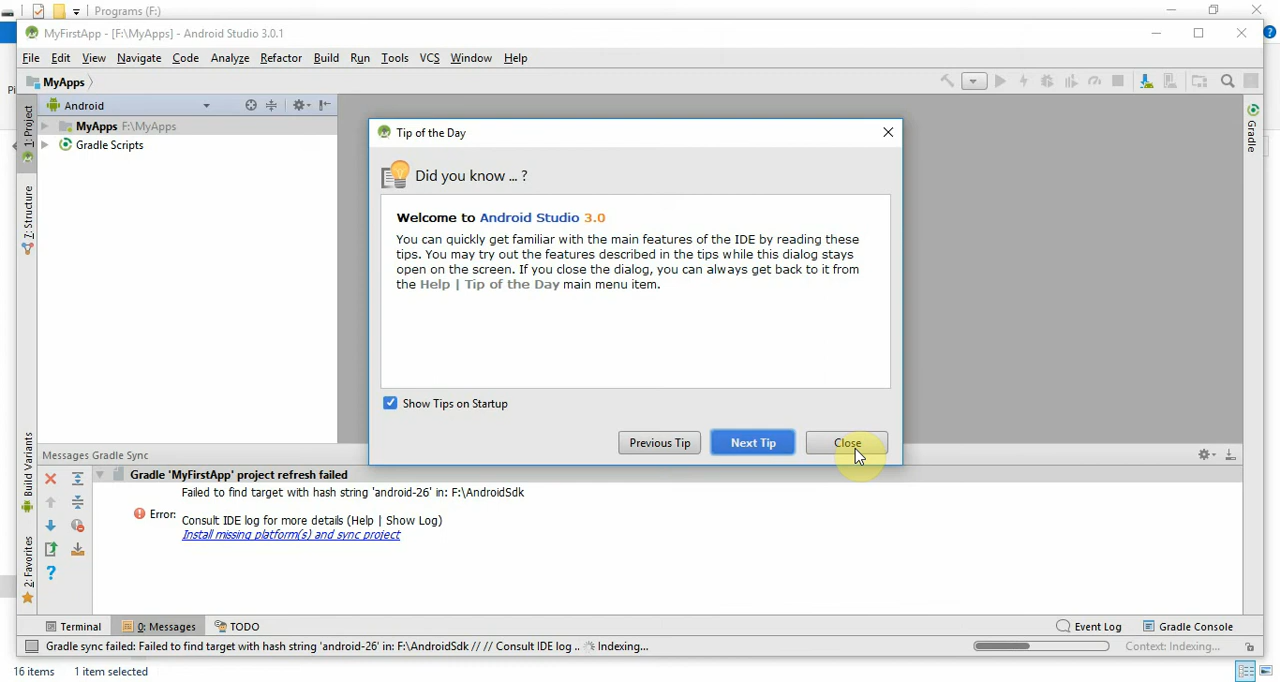 Programs (F:)
MyFirstApp - [F:\MyApps] - Android Studio 3.0.1
File Edit View Navigate Code Analyze Refactor Build Run Tools VCS Window Help
MyApps
Android
1: Project
MyApps F:\MyApps
Gradle Scripts
7: Structure
Gradle
Tip of the Day
Did you know ... ?
Welcome to Android Studio 3.0
You can quickly get familiar with the main features of the IDE by reading these
tips. You may try out the features described in the tips while this dialog stays
open on the screen. If you close the dialog, you can always get back to it from
the Help | Tip of the Day main menu item.
Show Tips on Startup
Previous Tip Next Tip Close
Build Variants
2: Favorites
Messages Gradle Sync
Gradle 'MyFirstApp' project refresh failed
Failed to find target with hash string 'android-26' in: F:\AndroidSdk
Error:
Consult IDE log for more details (Help | Show Log)
Install missing platform(s) and sync project
Terminal 0: Messages TODO Event Log Gradle Console
Gradle sync failed: Failed to find target with hash string 'android-26' in: F:\AndroidSdk // // Consult IDE log .. Indexing... Context: Indexing...
16 items 1 item selected